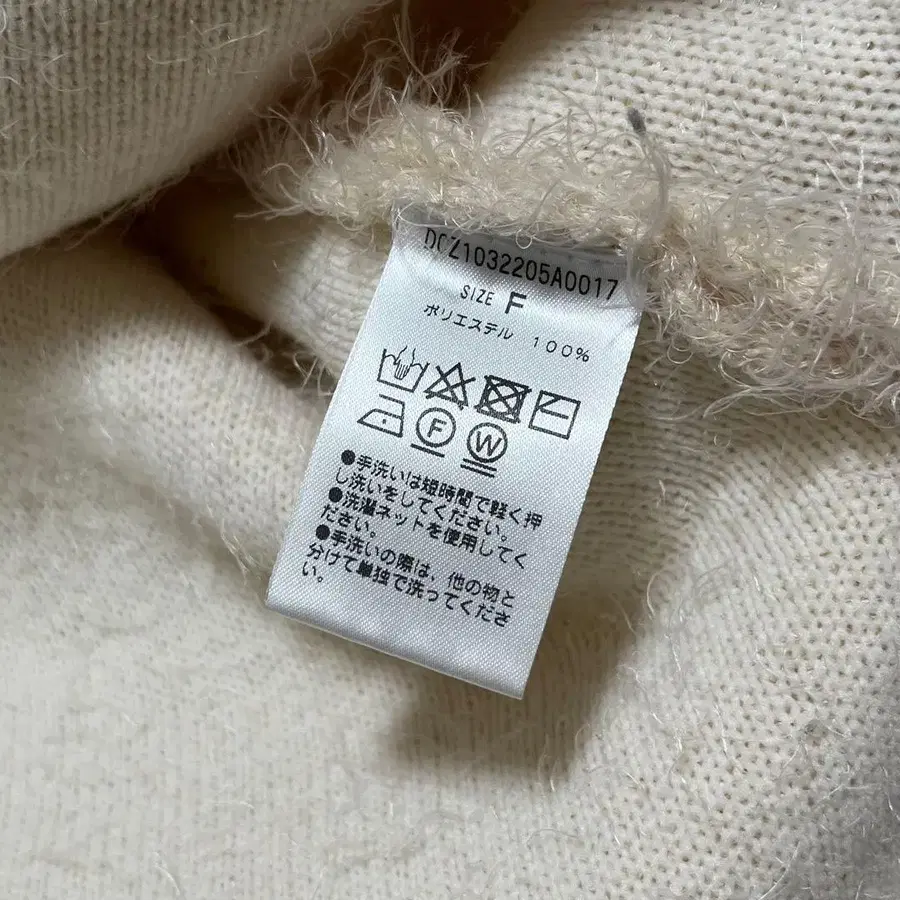 DCZ1032205A0017
SIZE F
ポリエステル 100%
F W
●手洗いは短時間で軽く押
し洗いをしてください。
●洗濯ネットを使用してく
ださい。
●手洗いの際は、他の物と
分けて単独で洗ってくださ
い。